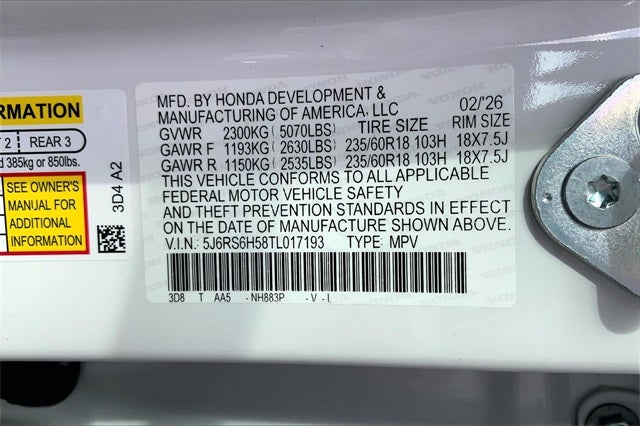 MFD. BY HONDA DEVELOPMENT &
MANUFACTURING OF AMERICA, LLC 02/'26
GVWR 2300KG (5070LBS) TIRE SIZE RIM SIZE
GAWR F 1193KG (2630LBS) 235/60R18 103H 18X7.5J
GAWR R 1150KG (2535LBS) 235/60R18 103H 18X7.5J
THIS VEHICLE CONFORMS TO ALL APPLICABLE
FEDERAL MOTOR VEHICLE SAFETY
AND THEFT PREVENTION STANDARDS IN EFFECT
ON THE DATE OF MANUFACTURE SHOWN ABOVE.
V.I.N: 5J6RS6H58TL017193 TYPE: MPV
3D8 T AA5 -NH883P -V-L
RMATION
2 REAR 3
d 385kg or 850lbs.
SEE OWNER'S
MANUAL FOR
ADDITIONAL
INFORMATION
3D4 A2